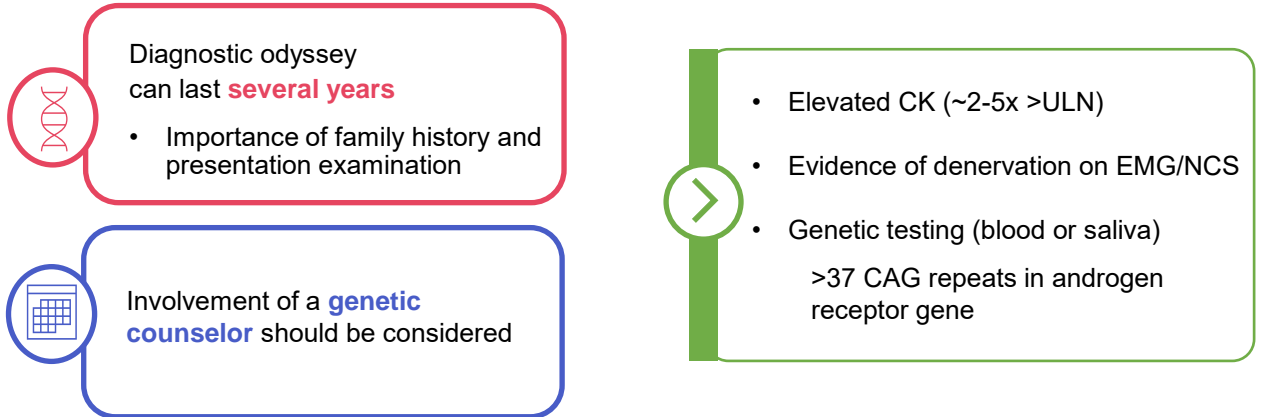 Diagnostic odyssey
can last several years
• Importance of family history and
presentation examination
Involvement of a genetic
counselor should be considered
• Elevated CK (~2-5x >ULN)
• Evidence of denervation on EMG/NCS
• Genetic testing (blood or saliva)
>37 CAG repeats in androgen
receptor gene